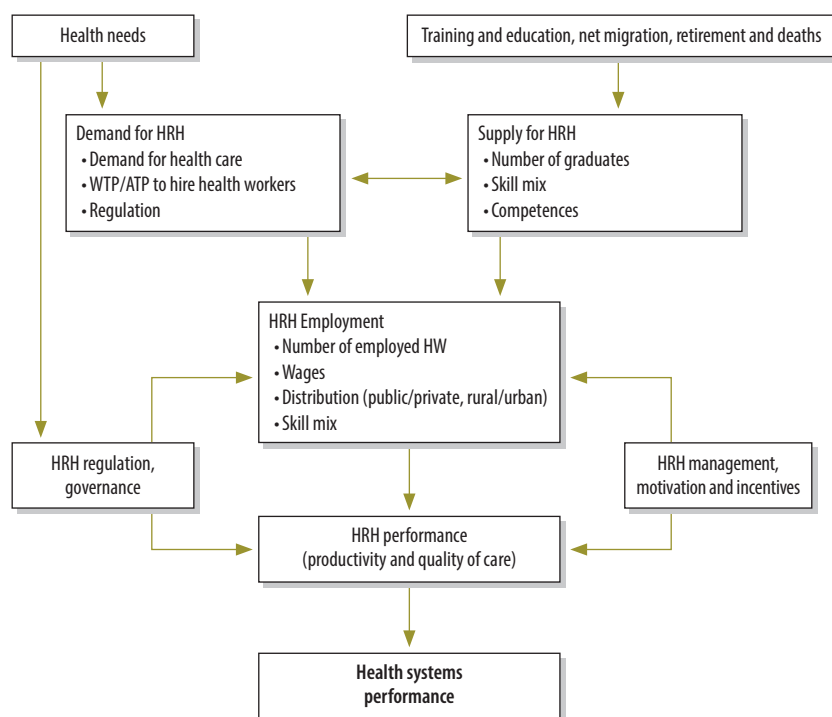 Health needs
Training and education, net migration, retirement and deaths
Demand for HRH
• Demand for health care
• WTP/ATP to hire health workers
• Regulation
Supply for HRH
• Number of graduates
• Skill mix
• Competences
HRH Employment
• Number of employed HW
• Wages
• Distribution (public/private, rural/urban)
• Skill mix
HRH regulation,
governance
HRH management,
motivation and incentives
HRH performance
(productivity and quality of care)
Health systems
performance